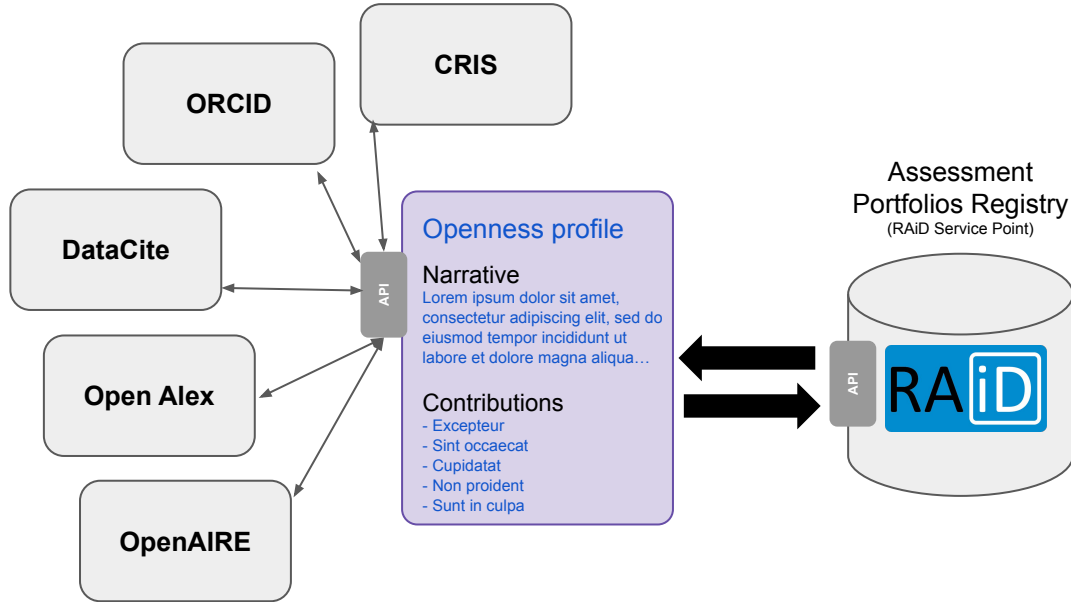 CRIS
ORCID
DataCite
Open Alex
OpenAIRE
API
Openness profile
Narrative
Lorem ipsum dolor sit amet,
consectetur adipiscing elit, sed do
eiusmod tempor incididunt ut
labore et dolore magna aliqua…
Contributions
- Excepteur
- Sint occaecat
- Cupidatat
- Non proident
- Sunt in culpa
Assessment
Portfolios Registry
(RAiD Service Point)
API
RAiD